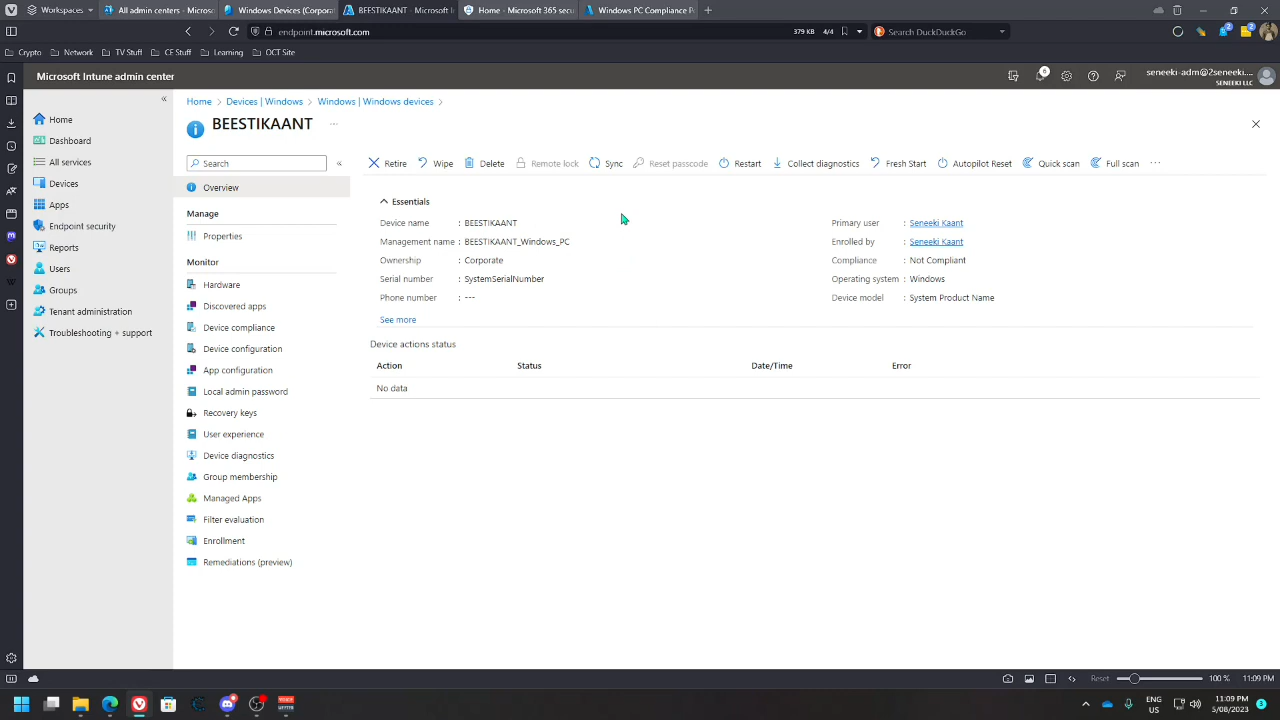 Workspaces
All admin centers - Micros
Windows Devices (Corporat
BEESTIKAANT - Microsoft I
Home - Microsoft 365 secu
Windows PC Compliance Po
endpoint.microsoft.com
379 KB 4/4
Search DuckDuckGo
2
2
Crypto
Network
TV Stuff
CE Stuff
Learning
OCT Site
Microsoft Intune admin center
6
seneeki-adm@2seneeki....
SENEEKI LLC
Home
Dashboard
All services
Devices
Apps
Endpoint security
Reports
Users
Groups
Tenant administration
Troubleshooting + support
Home > Devices | Windows > Windows | Windows devices >
BEESTIKAANT ...
Search
Overview
Manage
Properties
Monitor
Hardware
Discovered apps
Device compliance
Device configuration
App configuration
Local admin password
Recovery keys
User experience
Device diagnostics
Group membership
Managed Apps
Filter evaluation
Enrollment
Remediations (preview)
Retire
Wipe
Delete
Remote lock
Sync
Reset passcode
Restart
Collect diagnostics
Fresh Start
Autopilot Reset
Quick scan
Full scan
...
Essentials
Device name : BEESTIKAANT
Management name : BEESTIKAANT_Windows_PC
Ownership : Corporate
Serial number : SystemSerialNumber
Phone number : ---
See more
Primary user : Seneeki Kaant
Enrolled by : Seneeki Kaant
Compliance : Not Compliant
Operating system : Windows
Device model : System Product Name
Device actions status
Action Status Date/Time Error
No data
Reset
100 %
11:09 PM
ENG
US
11:09 PM
5/08/2023
3